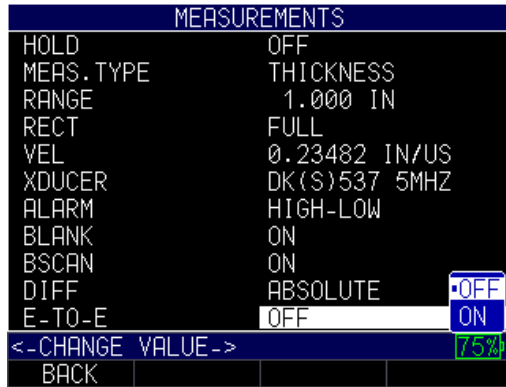 MEASUREMENTS
HOLD OFF
MEAS.TYPE THICKNESS
RANGE 1.000 IN
RECT FULL
VEL 0.23482 IN/US
XDUCER DK(S)537 5MHZ
ALARM HIGH-LOW
BLANK ON
BSCAN ON
DIFF ABSOLUTE
▪OFF
E-TO-E OFF
ON
<-CHANGE VALUE->
75%
BACK